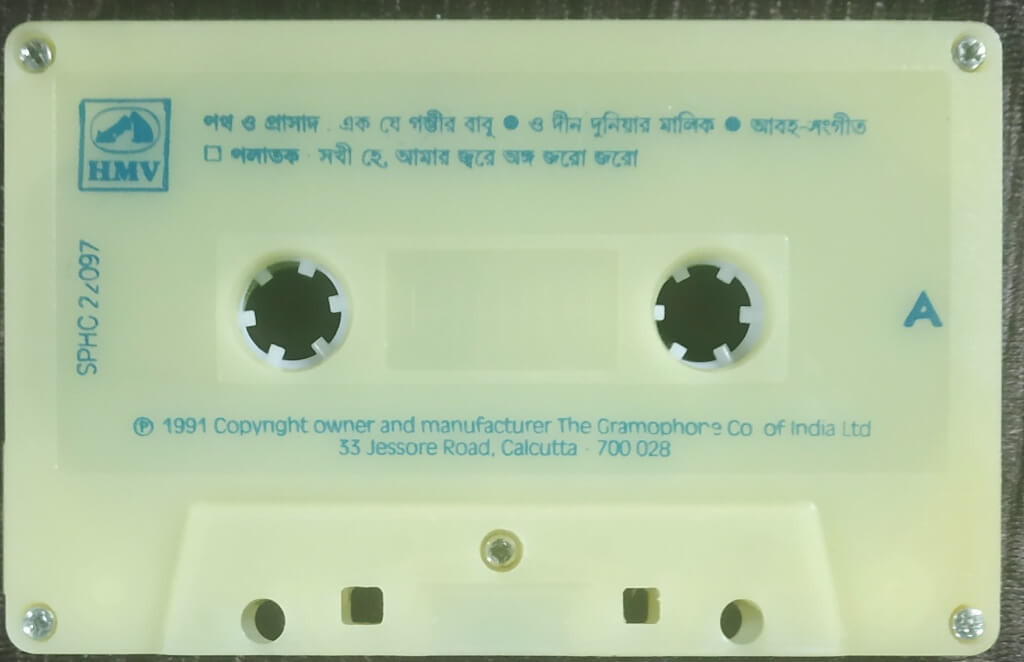 পথ ও প্রাসাদ . এক যে গম্ভীর বাবু ● ও দীন দুনিয়ার মালিক ● আবহ-সংগীত
□ পলাতক · সখী হে, আমার জ্বরে অঙ্গ জরো জরো
HMV
SPHC 22097
A
℗ 1991 Copyright owner and manufacturer The Gramophone Co of India Ltd
33 Jessore Road, Calcutta - 700 028